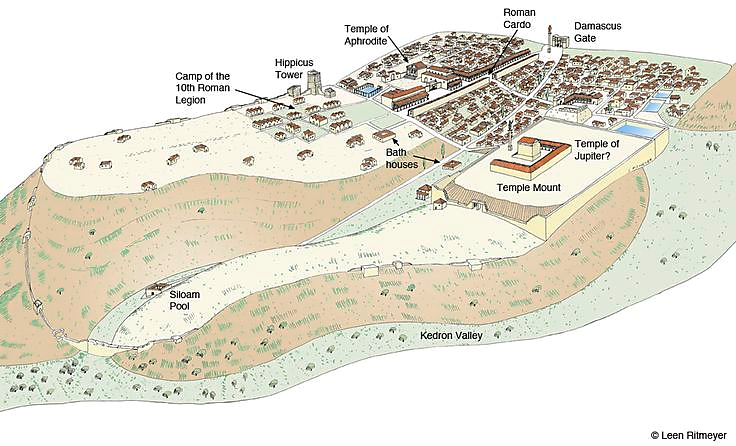 Roman
Cardo
Damascus
Gate
Temple of
Aphrodite
Hippicus
Tower
Camp of the
10th Roman
Legion
Bath
houses
Temple of
Jupiter?
Temple Mount
Siloam
Pool
Kedron Valley
© Leen Ritmeyer